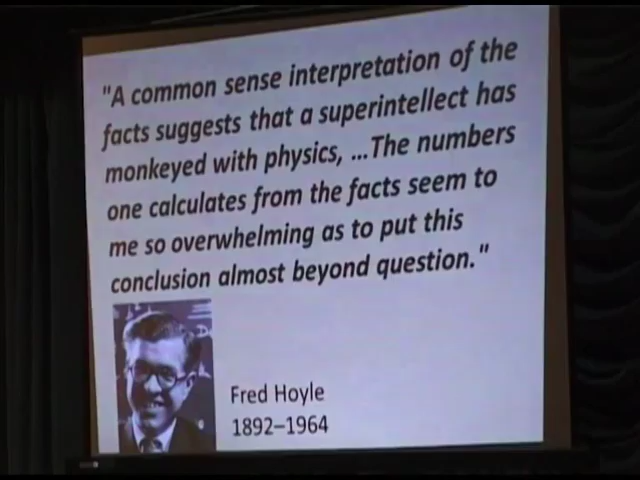 "A common sense interpretation of the
facts suggests that a superintellect has
monkeyed with physics, ...The numbers
one calculates from the facts seem to
me so overwhelming as to put this
conclusion almost beyond question."
Fred Hoyle
1892–1964